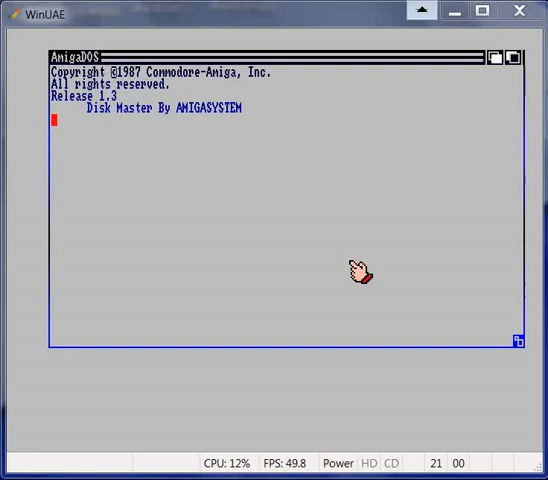 WinUAE
AmigaDOS
Copyright @1987 Commodore-Amiga, Inc.
All rights reserved.
Release 1.3
Disk Master By AMIGASYSTEM
CPU: 12% FPS: 49.8 Power HD CD 21 00